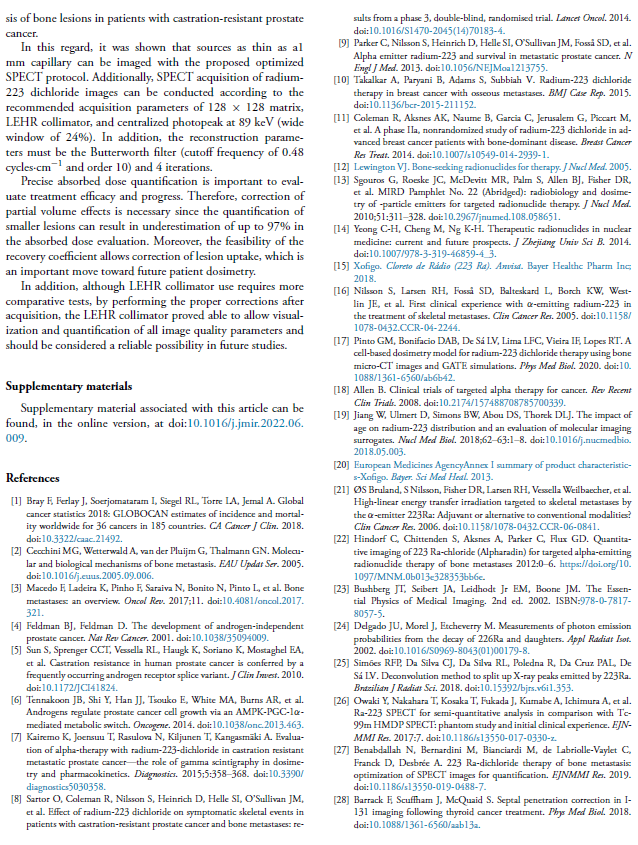 sis of bone lesions in patients with castration-resistant prostate
cancer.
In this regard, it was shown that sources as thin as a1
mm capillary can be imaged with the proposed optimized
SPECT protocol. Additionally, SPECT acquisition of radium-
223 dichloride images can be conducted according to the
recommended acquisition parameters of 128 × 128 matrix,
LEHR collimator, and centralized photopeak at 89 keV (wide
window of 24%). In addition, the reconstruction parame-
ters must be the Butterworth filter (cutoff frequency of 0.48
cycles·cm−1 and order 10) and 4 iterations.
Precise absorbed dose quantification is important to eval-
uate treatment efficacy and progress. Therefore, correction of
partial volume effects is necessary since the quantification of
smaller lesions can result in underestimation of up to 97% in
the absorbed dose evaluation. Moreover, the feasibility of the
recovery coefficient allows correction of lesion uptake, which is
an important move toward future patient dosimetry.
In addition, although LEHR collimator use requires more
comparative tests, by performing the proper corrections after
acquisition, the LEHR collimator proved able to allow visual-
ization and quantification of all image quality parameters and
should be considered a reliable possibility in future studies.
Supplementary materials
Supplementary material associated with this article can be
found, in the online version, at doi:10.1016/j.jmir.2022.06.
009.
References
[1] Bray F, Ferlay J, Soerjomataram I, Siegel RL, Torre LA, Jemal A. Global
cancer statistics 2018: GLOBOCAN estimates of incidence and mortal-
ity worldwide for 36 cancers in 185 countries. CA Cancer J Clin. 2018.
doi:10.3322/caac.21492.
[2] Cecchini MG, Wetterwald A, van der Pluijm G, Thalmann GN. Molecu-
lar and biological mechanisms of bone metastasis. EAU Updat Ser. 2005.
doi:10.1016/j.euus.2005.09.006.
[3] Macedo F, Ladeira K, Pinho F, Saraiva N, Bonito N, Pinto L, et al. Bone
metastases: an overview. Oncol Rev. 2017;11. doi:10.4081/oncol.2017.
321.
[4] Feldman BJ, Feldman D. The development of androgen-independent
prostate cancer. Nat Rev Cancer. 2001. doi:10.1038/35094009.
[5] Sun S, Sprenger CCT, Vessella RL, Haugk K, Soriano K, Mostaghel EA,
et al. Castration resistance in human prostate cancer is conferred by a
frequently occurring androgen receptor splice variant. J Clin Invest. 2010.
doi:10.1172/JCI41824.
[6] Tennakoon JB, Shi Y, Han JJ, Tsouko E, White MA, Burns AR, et al.
Androgens regulate prostate cancer cell growth via an AMPK-PGC-1α-
mediated metabolic switch. Oncogene. 2014. doi:10.1038/onc.2013.463.
[7] Kairemo K, Joensuu T, Rasulova N, Kiljunen T, Kangasmäki A. Evalua-
tion of alpha-therapy with radium-223-dichloride in castration resistant
metastatic prostate cancer—the role of gamma scintigraphy in dosime-
try and pharmacokinetics. Diagnostics. 2015;5:358–368. doi:10.3390/
diagnostics5030358.
[8] Sartor O, Coleman R, Nilsson S, Heinrich D, Helle SI, O'Sullivan JM,
et al. Effect of radium-223 dichloride on symptomatic skeletal events in
patients with castration-resistant prostate cancer and bone metastases: re-
sults from a phase 3, double-blind, randomised trial. Lancet Oncol. 2014.
doi:10.1016/S1470-2045(14)70183-4.
[9] Parker C, Nilsson S, Heinrich D, Helle SI, O'Sullivan JM, Fosså SD, et al.
Alpha emitter radium-223 and survival in metastatic prostate cancer. N
Engl J Med. 2013. doi:10.1056/NEJMoa1213755.
[10] Takalkar A, Paryani B, Adams S, Subbiah V. Radium-223 dichloride
therapy in breast cancer with osseous metastases. BMJ Case Rep. 2015.
doi:10.1136/bcr-2015-211152.
[11] Coleman R, Aksnes AK, Naume B, Garcia C, Jerusalem G, Piccart M,
et al. A phase IIa, nonrandomized study of radium-223 dichloride in ad-
vanced breast cancer patients with bone-dominant disease. Breast Cancer
Res Treat. 2014. doi:10.1007/s10549-014-2939-1.
[12] Lewington VJ. Bone-seeking radionuclides for therapy. J Nucl Med. 2005.
[13] Sgouros G, Roeske JC, McDevitt MR, Palm S, Allen BJ, Fisher DR,
et al. MIRD Pamphlet No. 22 (Abridged): radiobiology and dosime-
try of -particle emitters for targeted radionuclide therapy. J Nucl Med.
2010;51:311–328. doi:10.2967/jnumed.108.058651.
[14] Yeong C-H, Cheng M, Ng K-H. Therapeutic radionuclides in nuclear
medicine: current and future prospects. J Zhejiang Univ Sci B. 2014.
doi:10.1007/978-3-319-46859-4_3.
[15] Xofigo. Cloreto de Rádio (223 Ra). Anvisa. Bayer Healthc Pharm Inc;
2018.
[16] Nilsson S, Larsen RH, Fosså SD, Balteskard L, Borch KW, West-
lin JE, et al. First clinical experience with α-emitting radium-223 in
the treatment of skeletal metastases. Clin Cancer Res. 2005. doi:10.1158/
1078-0432.CCR-04-2244.
[17] Pinto GM, Bonifacio DAB, De Sá LV, Lima LFC, Vieira IF, Lopes RT. A
cell-based dosimetry model for radium-223 dichloride therapy using bone
micro-CT images and GATE simulations. Phys Med Biol. 2020. doi:10.
1088/1361-6560/ab6b42.
[18] Allen B. Clinical trials of targeted alpha therapy for cancer. Rev Recent
Clin Trials. 2008. doi:10.2174/157488708785700339.
[19] Jiang W, Ulmert D, Simons BW, Abou DS, Thorek DLJ. The impact of
age on radium-223 distribution and an evaluation of molecular imaging
surrogates. Nucl Med Biol. 2018;62–63:1–8. doi:10.1016/j.nucmedbio.
2018.05.003.
[20] European Medicines AgencyAnnex I summary of product characteristic-
s-Xofigo. Bayer. Sci Med Heal. 2013.
[21] ØS Bruland, S Nilsson, Fisher DR, Larsen RH, Vessella Weilbaecher, et al.
High-linear energy transfer irradiation targeted to skeletal metastases by
the α-emitter 223Ra: Adjuvant or alternative to conventional modalities?
Clin Cancer Res. 2006. doi:10.1158/1078-0432.CCR-06-0841.
[22] Hindorf C, Chittenden S, Aksnes A, Parker C, Flux GD. Quantita-
tive imaging of 223 Ra-chloride (Alpharadin) for targeted alpha-emitting
radionuclide therapy of bone metastases 2012:0–6. https://doi.org/10.
1097/MNM.0b013e328353bb6e.
[23] Bushberg JT, Seibert JA, Leidhodt Jr EM, Boone JM. The Essen-
tial Physics of Medical Imaging. 2nd ed. 2002. ISBN:978-0-7817-
8057-5.
[24] Delgado JU, Morel J, Etcheverry M. Measurements of photon emission
probabilities from the decay of 226Ra and daughters. Appl Radiat Isot.
2002. doi:10.1016/S0969-8043(01)00179-8.
[25] Simões RFP, Da Silva CJ, Da Silva RL, Poledna R, Da Cruz PAL, De
Sá LV. Deconvolution method to split up X-ray peaks emitted by 223Ra.
Brazilian J Radiat Sci. 2018. doi:10.15392/bjrs.v6i1.353.
[26] Owaki Y, Nakahara T, Kosaka T, Fukada J, Kumabe A, Ichimura A, et al.
Ra-223 SPECT for semi-quantitative analysis in comparison with Tc-
99m HMDP SPECT: phantom study and initial clinical experience. EJN-
MMI Res. 2017;7. doi:10.1186/s13550-017-0330-z.
[27] Benabdallah N, Bernardini M, Bianciardi M, de Labriolle-Vaylet C,
Franck D, Desbrée A. 223 Ra-dichloride therapy of bone metastasis:
optimization of SPECT images for quantification. EJNMMI Res. 2019.
doi:10.1186/s13550-019-0488-7.
[28] Barrack F, Scuffham J, McQuaid S. Septal penetration correction in I-
131 imaging following thyroid cancer treatment. Phys Med Biol. 2018.
doi:10.1088/1361-6560/aab13a.